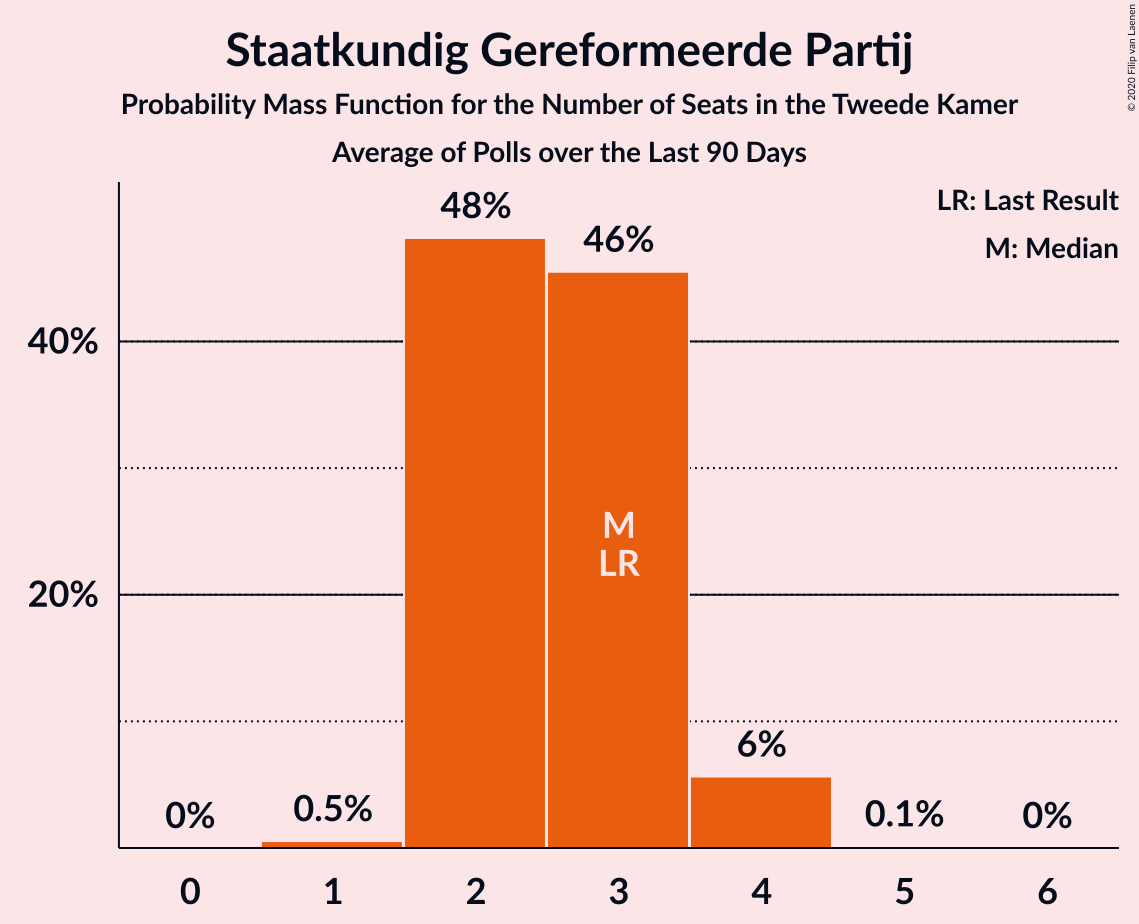 Staatkundig Gereformeerde Partij
Probability Mass Function for the Number of Seats in the Tweede Kamer
Average of Polls over the Last 90 Days
© 2020 Filip van Laenen
LR: Last Result
M: Median
48%
46%
40%
M
LR
20%
6%
0%
0.5%
0.1%
0%
0 1 2 3 4 5 6